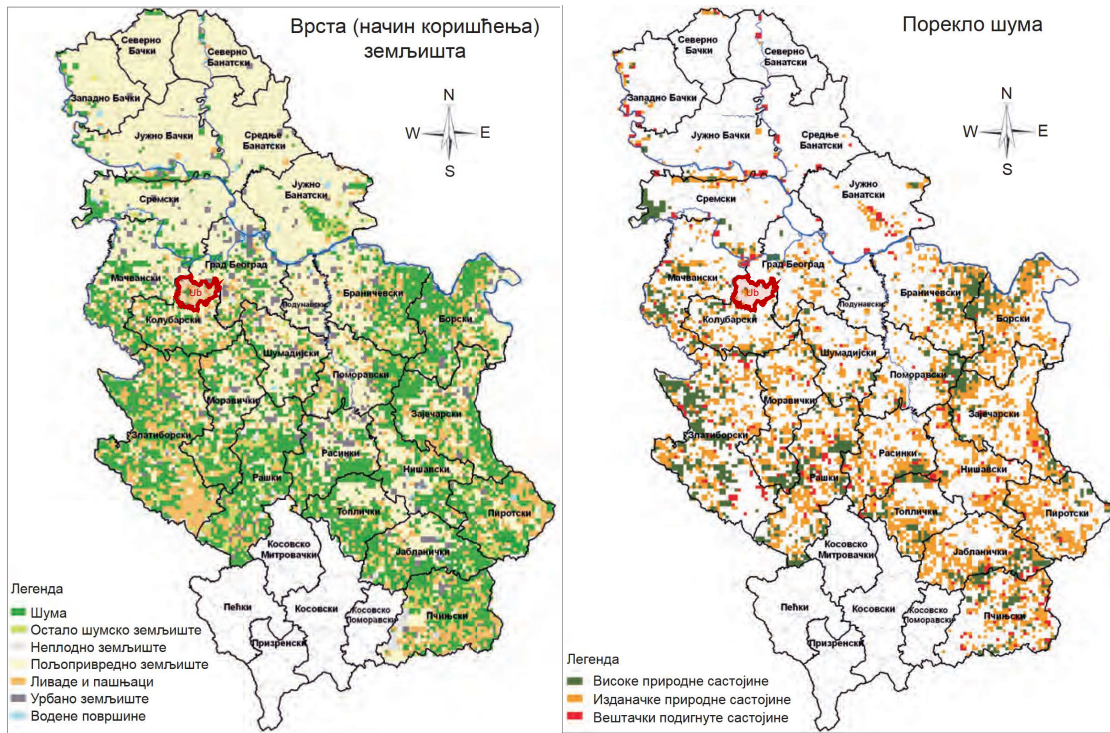 Врста (начин коришћења)
земљишта
Северно
Бачки
Северно
Банатски
Западно Бачки
Јужно Бачки
Средње
Банатски
N
W
E
S
Јужно
Банатски
Сремски
Мачвански
Град Београд
Ub
Подунавски
Браничевски
Борски
Колубарски
Шумадијски
Поморавски
Моравички
Зајечарски
Златиборски
Расинки
Нишавски
Рашки
Топлички
Пиротски
Косовско
Митровачки
Јабланички
Пећки
Косовски
Косовско
Поморавски
Пчињски
Призренски
Легенда
Шума
Остало шумско земљиште
Неплодно земљиште
Пољопривредно земљиште
Ливаде и пашњаци
Урбано земљиште
Водене површине
Порекло шума
Северно
Бачки
Северно
Банатски
Западно Бачки
Јужно Бачки
Средње
Банатски
N
W
E
S
Јужно
Банатски
Сремски
Мачвански
Град Београд
Ub
Подунавски
Браничевски
Борски
Колубарски
Шумадијски
Поморавски
Моравички
Зајечарски
Златиборски
Расинки
Нишавски
Рашки
Топлички
Пиротски
Косовско
Митровачки
Јабланички
Пећки
Косовски
Косовско
Поморавски
Пчињски
Призренски
Легенда
Високе природне састојине
Изданачке природне састојине
Вештачки подигнуте састојине